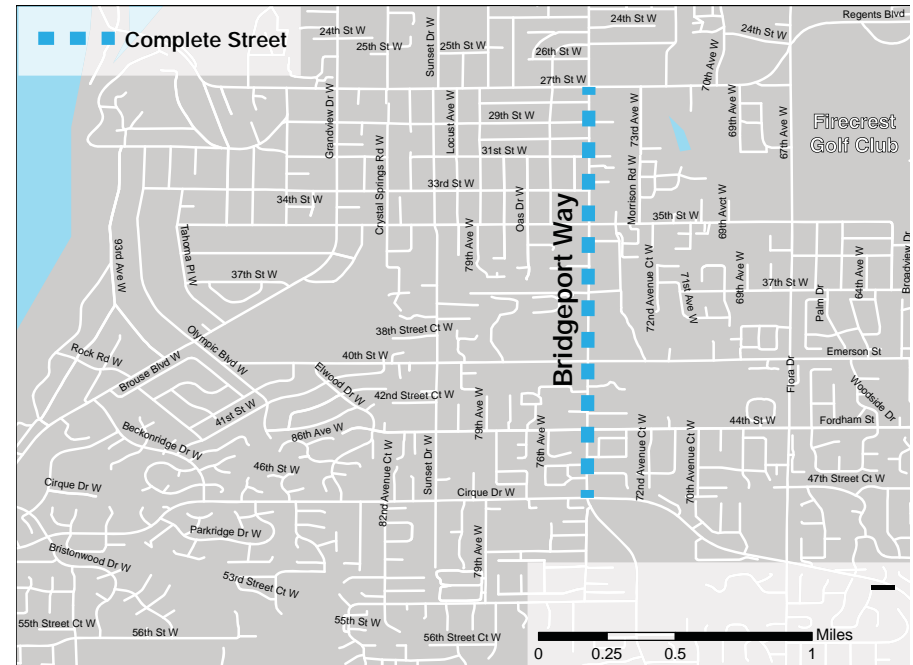 Complete Street
24th St W
Regents Blvd
24th St W
24th St W
25th St W
Sunset Dr W
25th St W
26th St W
70th Ave W
27th St W
Grandview Dr W
Locust Ave W
29th St W
73rd Ave W
69th Ave W
67th Ave W
Firecrest
Golf Club
Crystal Springs Rd W
31st St W
33rd St W
Morrison Rd W
34th St W
Oas Dr W
35th St W
69th Avct W
93rd Ave W
Tahoma Pl W
79th Ave W
Bridgeport Way
72nd Avenue Ct W
71st Ave W
69th Ave W
37th St W
64th Ave W
Broadview Dr
37th St W
Palm Dr
38th Street Ct W
Olympic Blvd W
Rock Rd W
Brouse Blvd W
40th St W
Emerson St
Elwood Dr W
42nd Street Ct W
Flora Dr
Woodside Dr
41st St W
79th Ave W
44th St W
Fordham St
Beckonridge Dr W
86th Ave W
76th Ave W
46th St W
82nd Avenue Ct W
Sunset Dr W
72nd Avenue Ct W
70th Avenue Ct W
47th Street Ct W
Cirque Dr W
Cirque Dr W
Parkridge Dr W
79th Ave W
Bristonwood Dr W
53rd Street Ct W
55th Street Ct W
56th St W
55th St W
56th Street Ct W
Miles
0 0.25 0.5 1